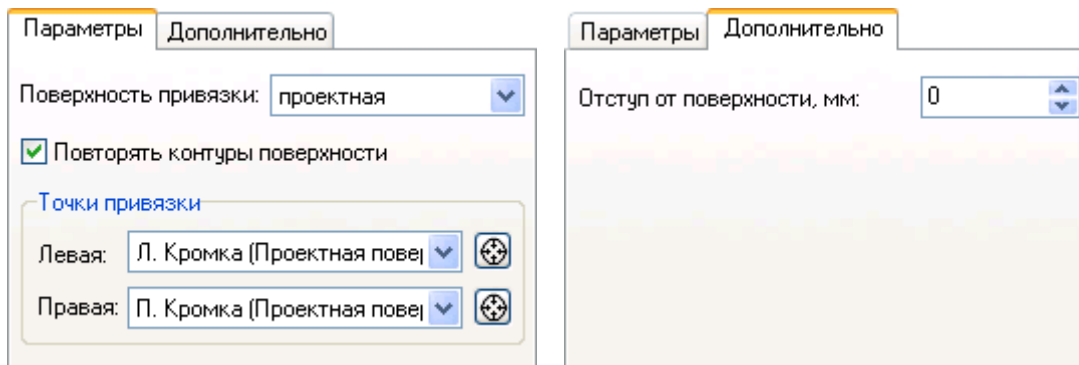 Параметры Дополнительно
Поверхность привязки: проектная
Повторять контуры поверхности
Точки привязки
Левая: Л. Кромка (Проектная пове
Правая: П. Кромка (Проектная пове
Параметры Дополнительно
Отступ от поверхности, мм: 0